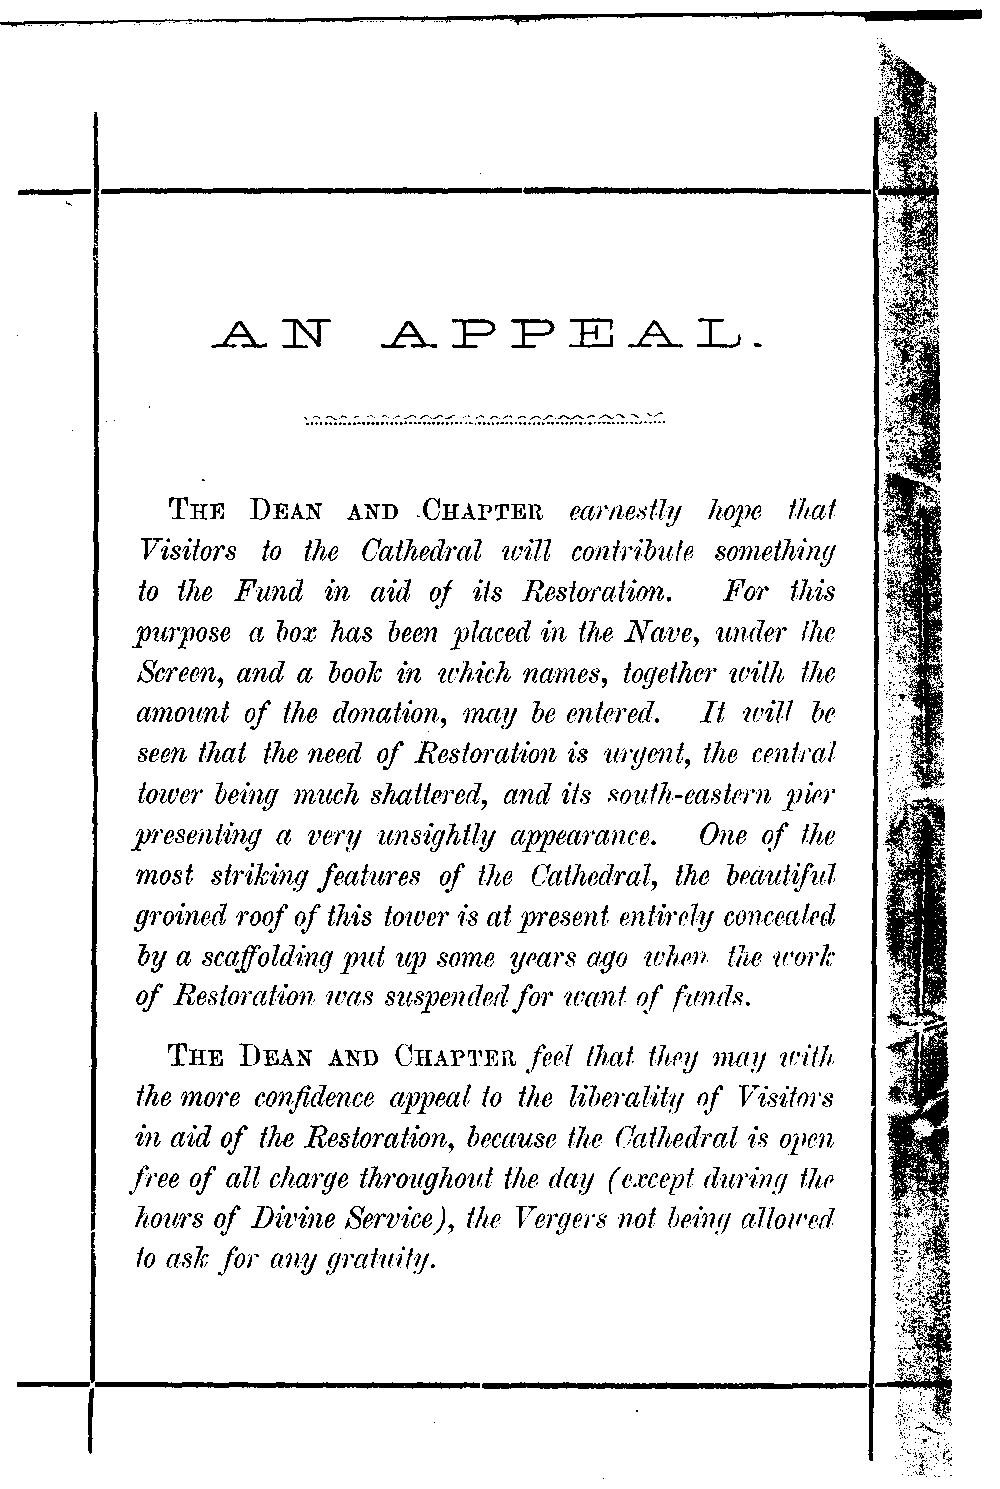 AN APPEAL.
THE DEAN AND CHAPTER earnestly hope that
Visitors to the Cathedral will contribute something
to the Fund in aid of its Restoration. For this
purpose a box has been placed in the Nave, under the
Screen, and a book in which names, together with the
amount of the donation, may be entered. It will be
seen that the need of Restoration is urgent, the central
tower being much shattered, and its south-eastern pier
presenting a very unsightly appearance. One of the
most striking features of the Cathedral, the beautiful
groined roof of this tower is at present entirely concealed
by a scaffolding put up some years ago when the work
of Restoration was suspended for want of funds.
THE DEAN AND CHAPTER feel that they may with
the more confidence appeal to the liberality of Visitors
in aid of the Restoration, because the Cathedral is open
free of all charge throughout the day (except during the
hours of Divine Service), the Vergers not being allowed
to ask for any gratuity.